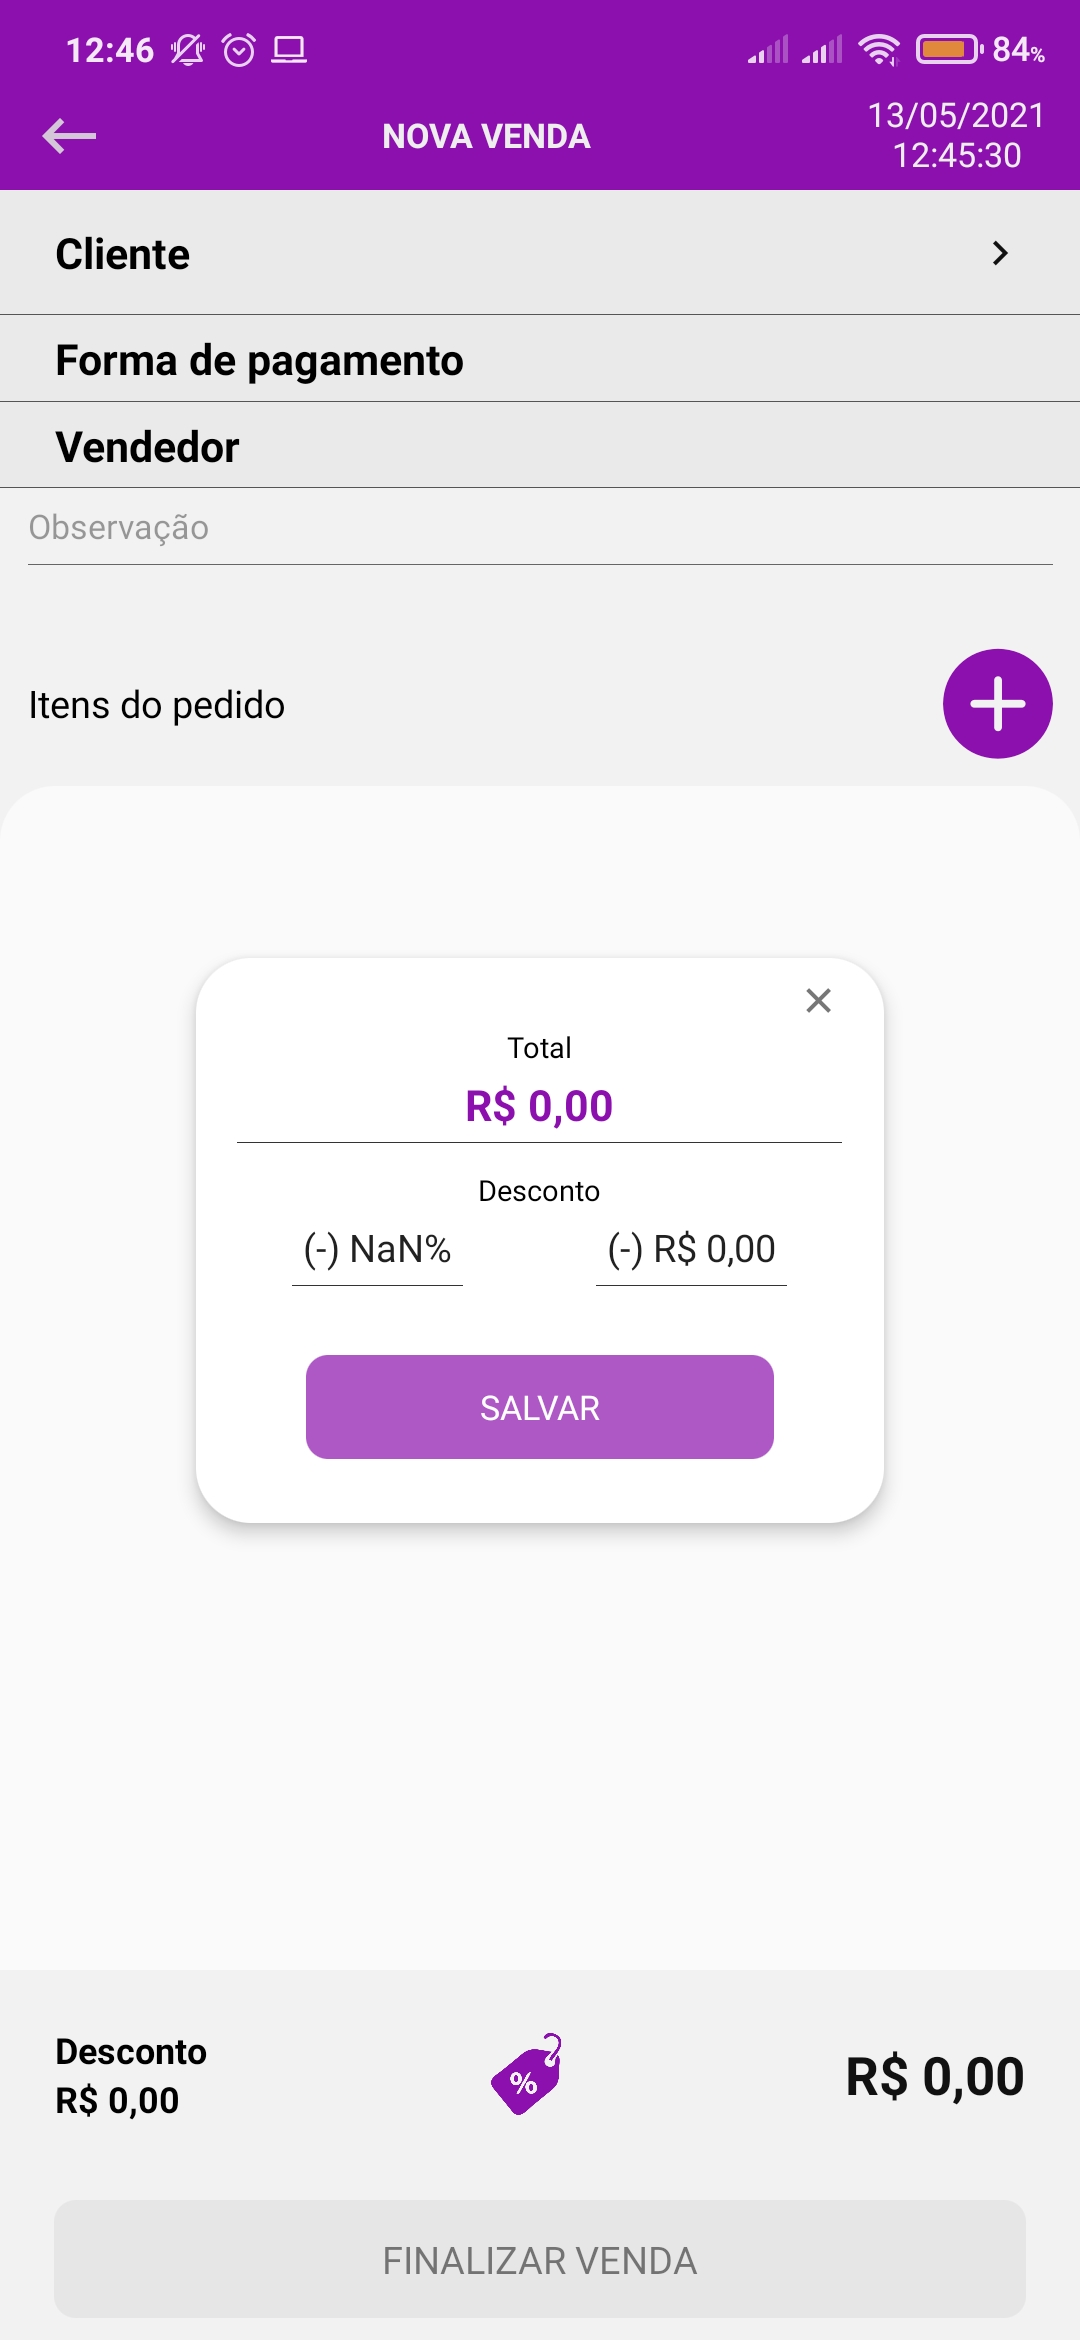 12:46
84%
NOVA VENDA
13/05/2021
12:45:30
Cliente
Forma de pagamento
Vendedor
Observação
Itens do pedido
Total
R$ 0,00
Desconto
(-) NaN% (-) R$ 0,00
SALVAR
Desconto
R$ 0,00
%
R$ 0,00
FINALIZAR VENDA